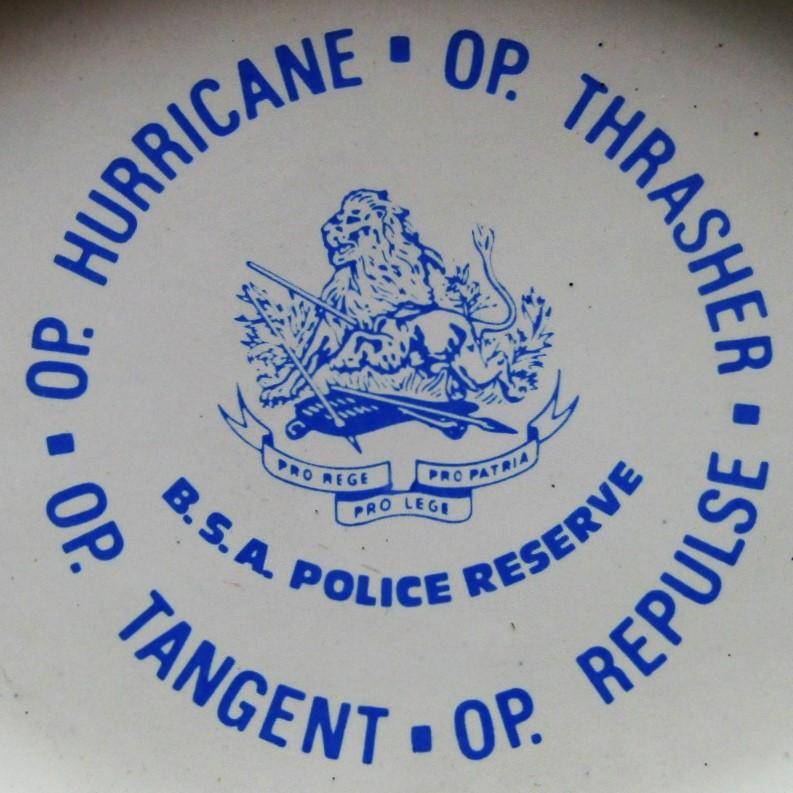 OP. HURRICANE ▪ OP. THRASHER ▪ OP. REPULSE ▪ OP. TANGENT ▪
PRO REGE
PRO PATRIA
PRO LEGE
B.S.A. POLICE RESERVE